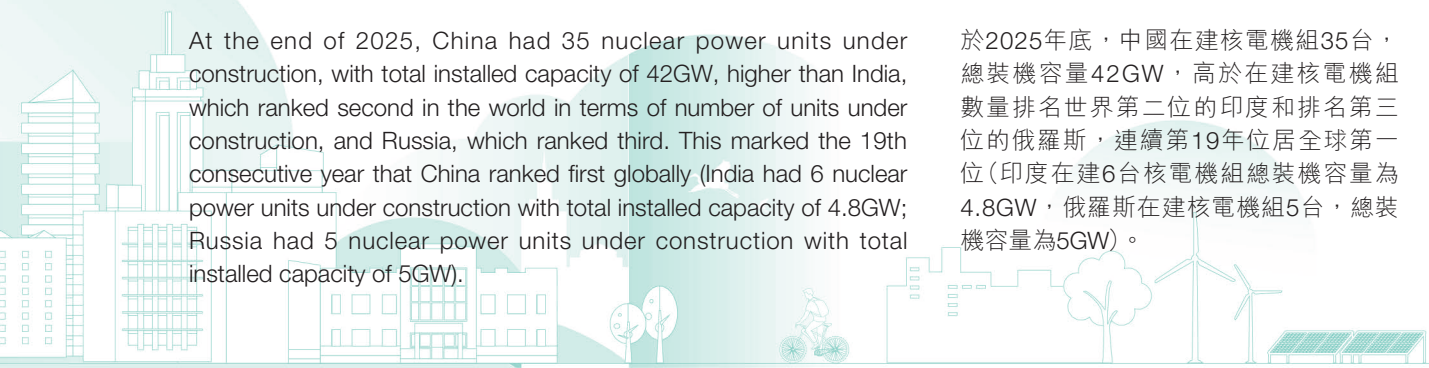 At the end of 2025, China had 35 nuclear power units under
construction, with total installed capacity of 42GW, higher than India,
which ranked second in the world in terms of number of units under
construction, and Russia, which ranked third. This marked the 19th
consecutive year that China ranked first globally (India had 6 nuclear
power units under construction with total installed capacity of 4.8GW;
Russia had 5 nuclear power units under construction with total
installed capacity of 5GW).
於2025年底，中國在建核電機組35台，
總裝機容量42GW，高於在建核電機組
數量排名世界第二位的印度和排名第三
位的俄羅斯，連續第19年位居全球第一
位（印度在建6台核電機組總裝機容量為
4.8GW，俄羅斯在建核電機組5台，總裝
機容量為5GW）。